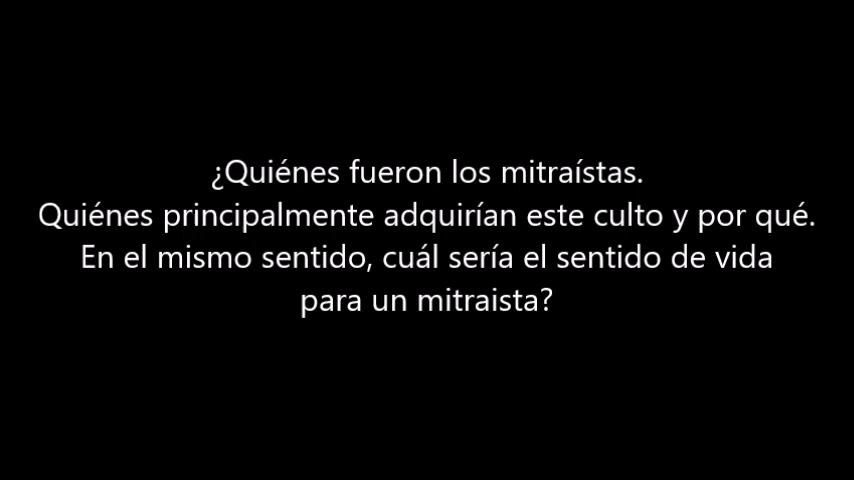 ¿Quiénes fueron los mitraístas.
Quiénes principalmente adquirían este culto y por qué.
En el mismo sentido, cuál sería el sentido de vida
para un mitraista?